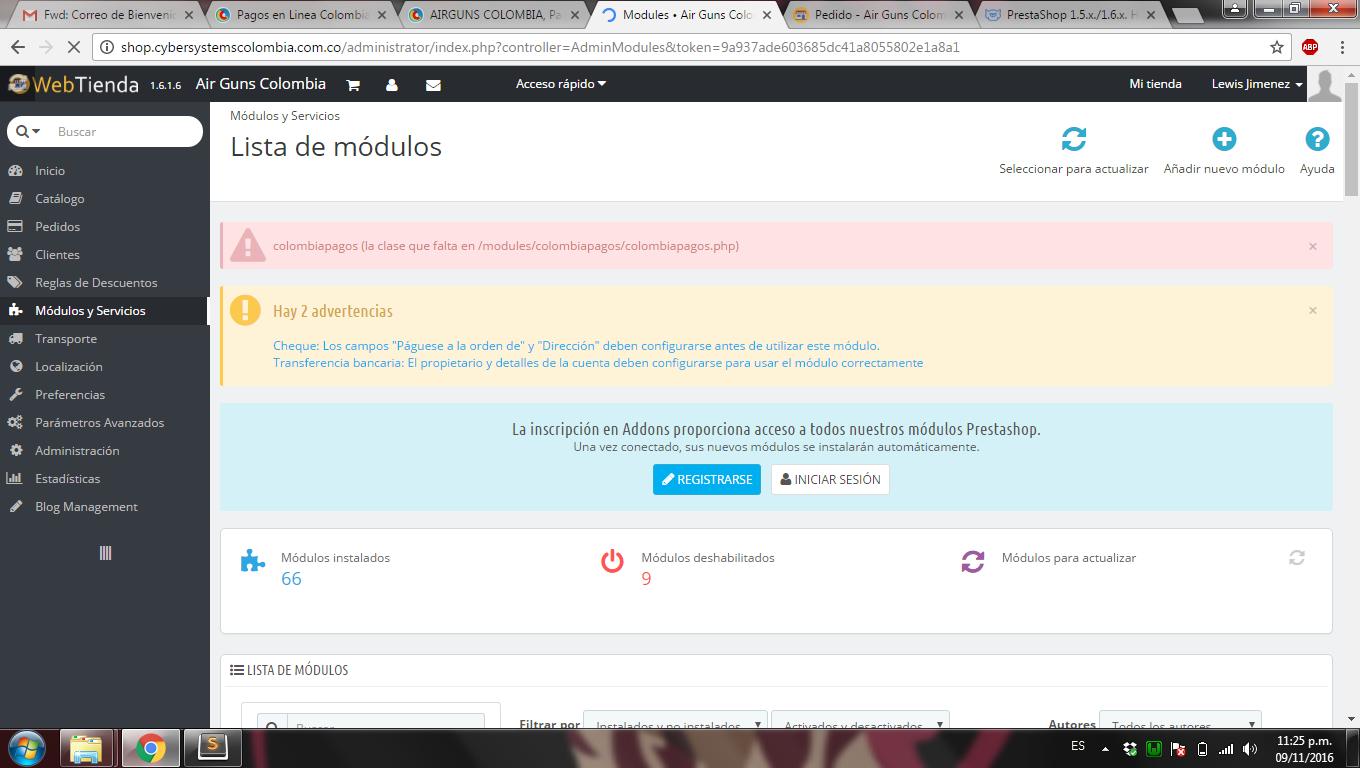 Fwd: Correo de Bienvenic
Pagos en Linea Colombia
AIRGUNS COLOMBIA, Pa
Modules • Air Guns Colo
Pedido - Air Guns Colom
PrestaShop 1.5.x./1.6.x. H
shop.cybersystemscolombia.com.co/administrator/index.php?controller=AdminModules&token=9a937ade603685dc41a8055802e1a8a1
ABP
WebTienda 1.6.1.6 Air Guns Colombia Acceso rápido Mi tienda Lewis Jimenez
Buscar
Inicio
Catálogo
Pedidos
Clientes
Reglas de Descuentos
Módulos y Servicios
Transporte
Localización
Preferencias
Parámetros Avanzados
Administración
Estadísticas
Blog Management
Módulos y Servicios
Lista de módulos
Seleccionar para actualizar
Añadir nuevo módulo
Ayuda
colombiapagos (la clase que falta en /modules/colombiapagos/colombiapagos.php)
Hay 2 advertencias
Cheque: Los campos "Páguese a la orden de" y "Dirección" deben configurarse antes de utilizar este módulo.
Transferencia bancaria: El propietario y detalles de la cuenta deben configurarse para usar el módulo correctamente
La inscripción en Addons proporciona acceso a todos nuestros módulos Prestashop.
Una vez conectado, sus nuevos módulos se instalarán automáticamente.
REGISTRARSE
INICIAR SESIÓN
Módulos instalados
66
Módulos deshabilitados
9
Módulos para actualizar
LISTA DE MÓDULOS
Buscar
Filtrar por
Instalados y no instalados
Activados y desactivados
Autores
Todos los autores
ES
11:25 p.m.
09/11/2016